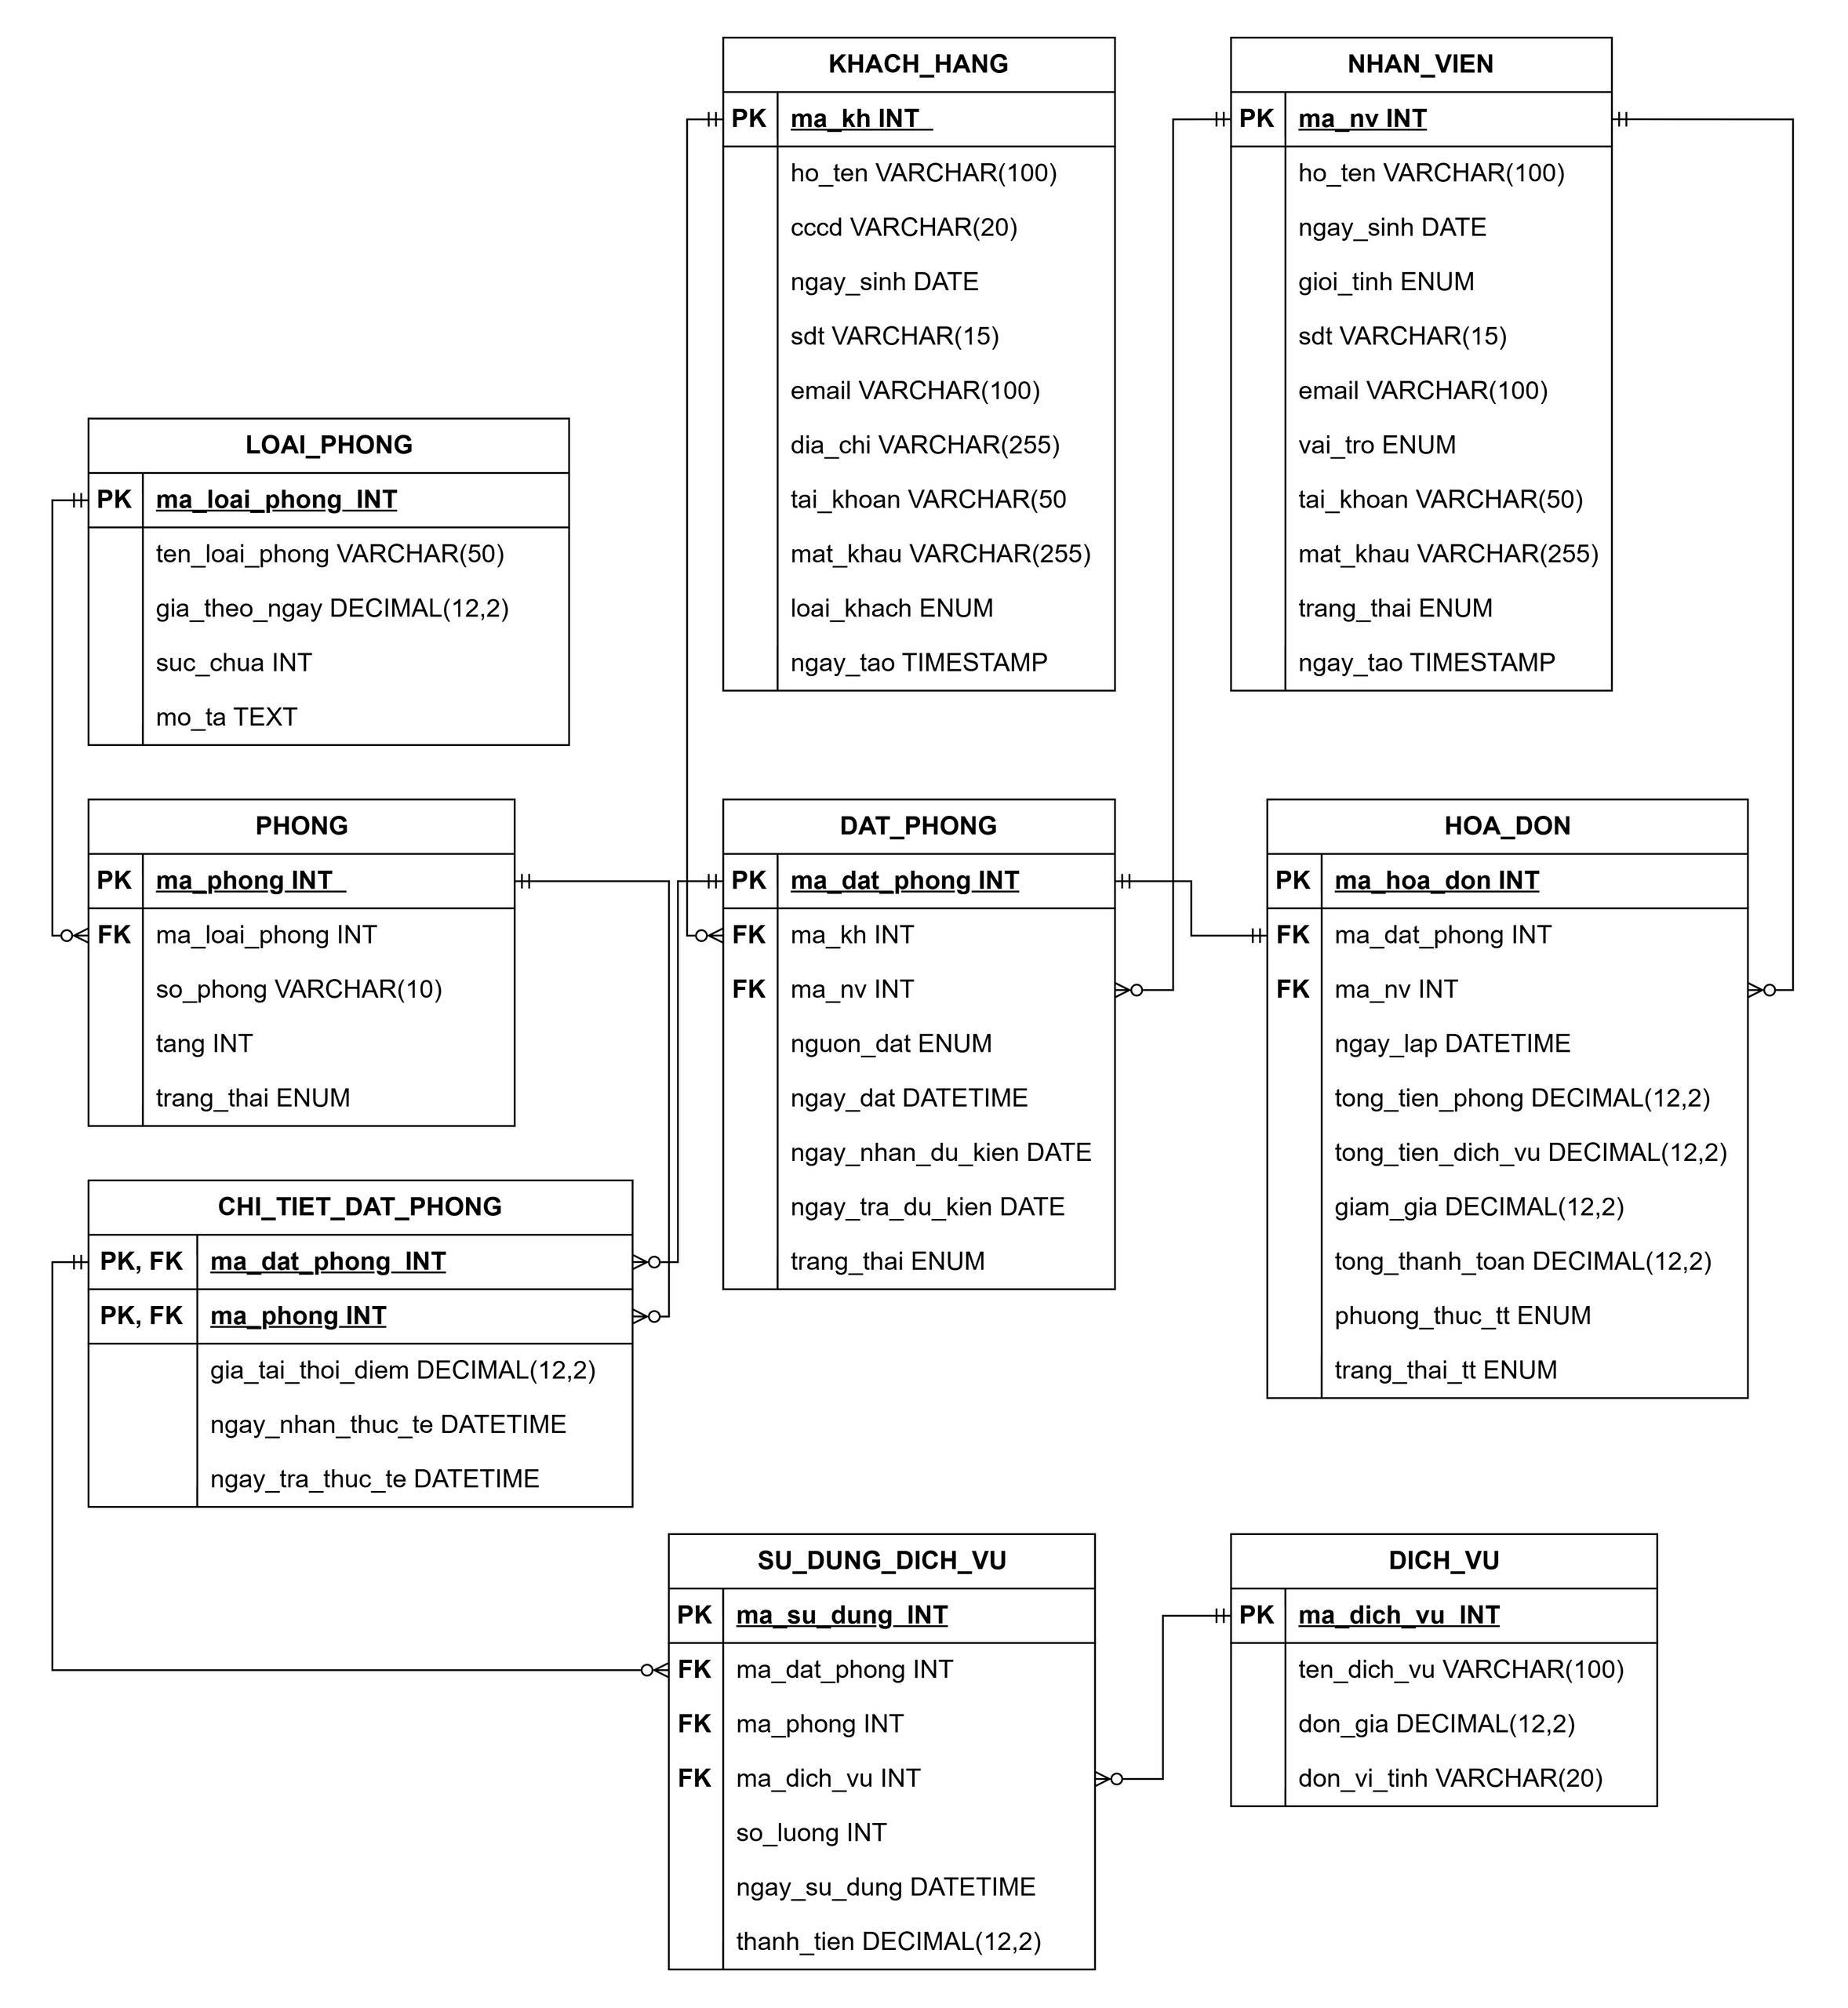 KHACH_HANG
PK ma_kh INT
ho_ten VARCHAR(100)
cccd VARCHAR(20)
ngay_sinh DATE
sdt VARCHAR(15)
email VARCHAR(100)
dia_chi VARCHAR(255)
tai_khoan VARCHAR(50
mat_khau VARCHAR(255)
loai_khach ENUM
ngay_tao TIMESTAMP
NHAN_VIEN
PK ma_nv INT
ho_ten VARCHAR(100)
ngay_sinh DATE
gioi_tinh ENUM
sdt VARCHAR(15)
email VARCHAR(100)
vai_tro ENUM
tai_khoan VARCHAR(50)
mat_khau VARCHAR(255)
trang_thai ENUM
ngay_tao TIMESTAMP
LOAI_PHONG
PK ma_loai_phong INT
ten_loai_phong VARCHAR(50)
gia_theo_ngay DECIMAL(12,2)
suc_chua INT
mo_ta TEXT
PHONG
PK ma_phong INT
FK ma_loai_phong INT
so_phong VARCHAR(10)
tang INT
trang_thai ENUM
DAT_PHONG
PK ma_dat_phong INT
FK ma_kh INT
FK ma_nv INT
nguon_dat ENUM
ngay_dat DATETIME
ngay_nhan_du_kien DATE
ngay_tra_du_kien DATE
trang_thai ENUM
HOA_DON
PK ma_hoa_don INT
FK ma_dat_phong INT
FK ma_nv INT
ngay_lap DATETIME
tong_tien_phong DECIMAL(12,2)
tong_tien_dich_vu DECIMAL(12,2)
giam_gia DECIMAL(12,2)
tong_thanh_toan DECIMAL(12,2)
phuong_thuc_tt ENUM
trang_thai_tt ENUM
CHI_TIET_DAT_PHONG
PK, FK ma_dat_phong INT
PK, FK ma_phong INT
gia_tai_thoi_diem DECIMAL(12,2)
ngay_nhan_thuc_te DATETIME
ngay_tra_thuc_te DATETIME
SU_DUNG_DICH_VU
PK ma_su_dung INT
FK ma_dat_phong INT
FK ma_phong INT
FK ma_dich_vu INT
so_luong INT
ngay_su_dung DATETIME
thanh_tien DECIMAL(12,2)
DICH_VU
PK ma_dich_vu INT
ten_dich_vu VARCHAR(100)
don_gia DECIMAL(12,2)
don_vi_tinh VARCHAR(20)